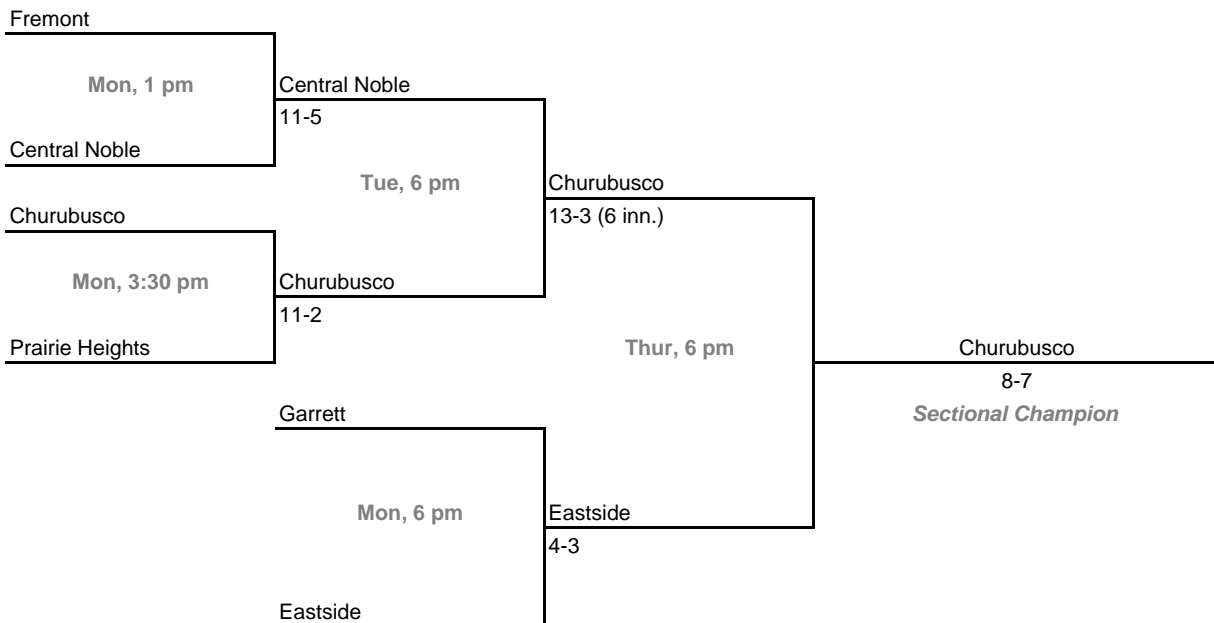 Fremont
Mon, 1 pm
Central Noble
11-5
Central Noble
Tue, 6 pm
Churubusco
13-3 (6 inn.)
Churubusco
Mon, 3:30 pm
Churubusco
11-2
Prairie Heights
Thur, 6 pm
Churubusco
8-7
Sectional Champion
Garrett
Mon, 6 pm
Eastside
4-3
Eastside